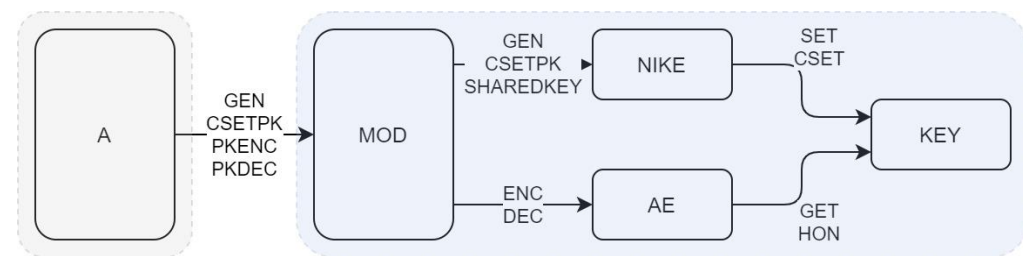 A
GEN
CSETPK
PKENC
PKDEC
MOD
GEN
CSETPK
SHAREDKEY
NIKE
SET
CSET
ENC
DEC
AE
GET
HON
KEY